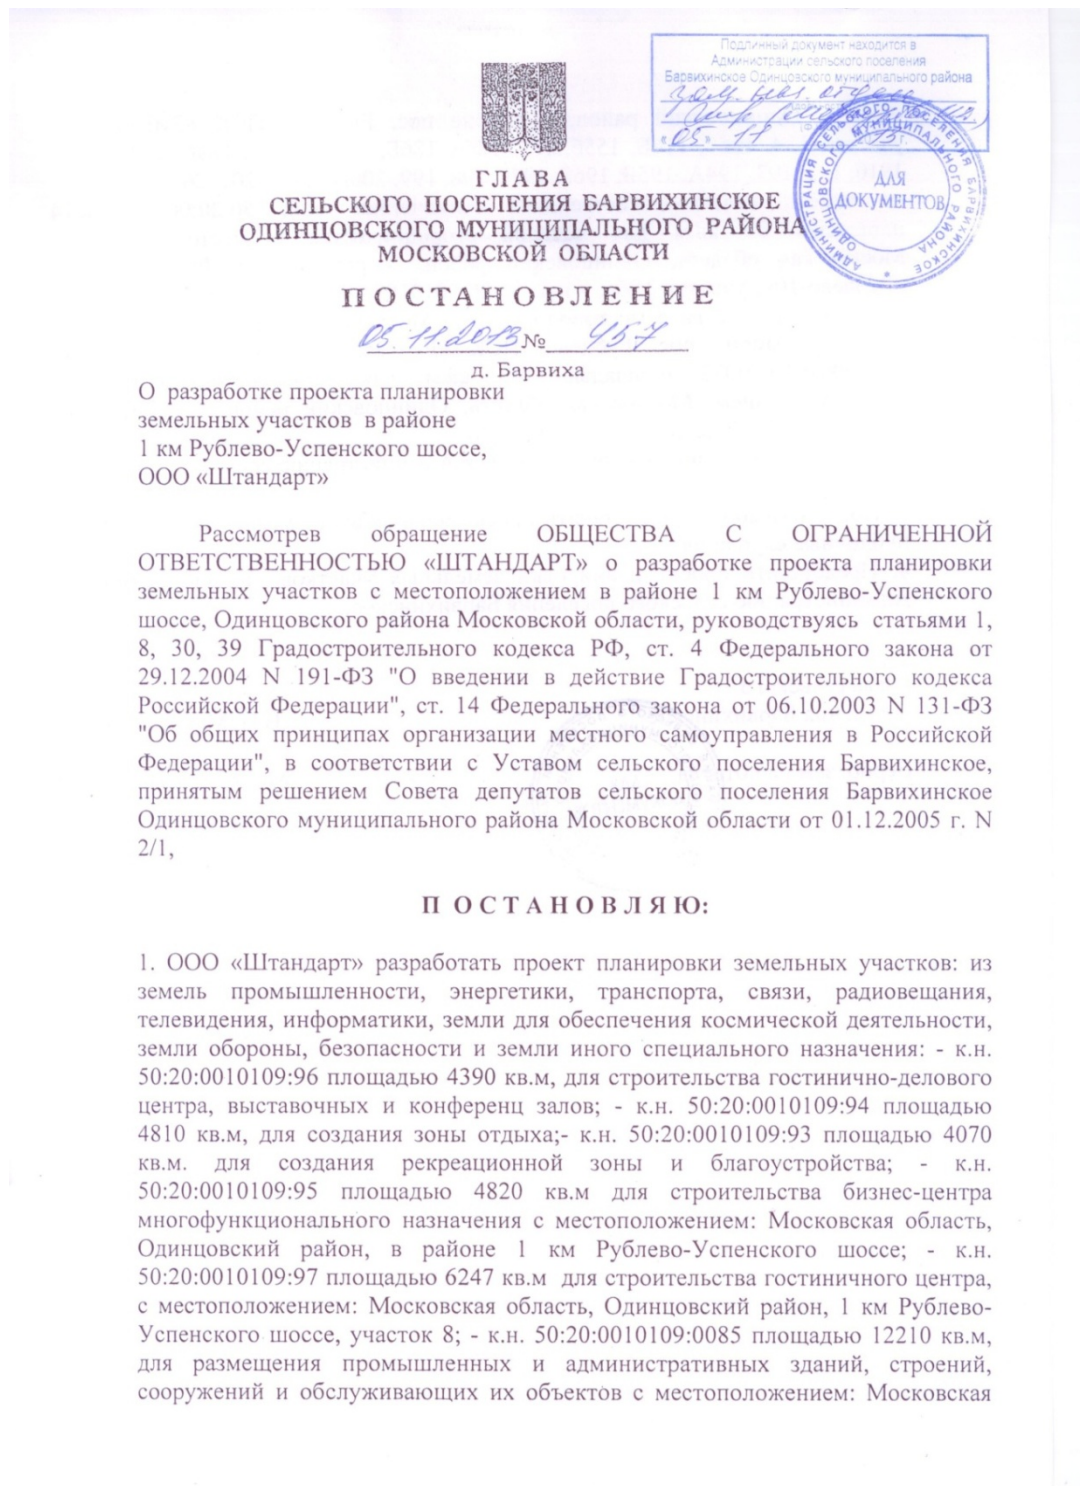 Подлинный документ находится в
Администрации сельского поселения
Барвихинское Одинцовского муниципального района
зам. нач. отдела
«05» 11
АДМИНИСТРАЦИЯ СЕЛЬСКОГО ПОСЕЛЕНИЯ БАРВИХИНСКОЕ
ОДИНЦОВСКОГО МУНИЦИПАЛЬНОГО РАЙОНА
ДЛЯ
ДОКУМЕНТОВ
ГЛАВА
СЕЛЬСКОГО ПОСЕЛЕНИЯ БАРВИХИНСКОЕ
ОДИНЦОВСКОГО МУНИЦИПАЛЬНОГО РАЙОНА
МОСКОВСКОЙ ОБЛАСТИ
П О С Т А Н О В Л Е Н И Е
05.11.2013 № 457
д. Барвиха
О разработке проекта планировки
земельных участков в районе
1 км Рублево-Успенского шоссе,
ООО «Штандарт»
Рассмотрев обращение ОБЩЕСТВА С ОГРАНИЧЕННОЙ
ОТВЕТСТВЕННОСТЬЮ «ШТАНДАРТ» о разработке проекта планировки
земельных участков с местоположением в районе 1 км Рублево-Успенского
шоссе, Одинцовского района Московской области, руководствуясь статьями 1,
8, 30, 39 Градостроительного кодекса РФ, ст. 4 Федерального закона от
29.12.2004 N 191-ФЗ "О введении в действие Градостроительного кодекса
Российской Федерации", ст. 14 Федерального закона от 06.10.2003 N 131-ФЗ
"Об общих принципах организации местного самоуправления в Российской
Федерации", в соответствии с Уставом сельского поселения Барвихинское,
принятым решением Совета депутатов сельского поселения Барвихинское
Одинцовского муниципального района Московской области от 01.12.2005 г. N
2/1,
П О С Т А Н О В Л Я Ю:
1. ООО «Штандарт» разработать проект планировки земельных участков: из
земель промышленности, энергетики, транспорта, связи, радиовещания,
телевидения, информатики, земли для обеспечения космической деятельности,
земли обороны, безопасности и земли иного специального назначения: - к.н.
50:20:0010109:96 площадью 4390 кв.м, для строительства гостинично-делового
центра, выставочных и конференц залов; - к.н. 50:20:0010109:94 площадью
4810 кв.м, для создания зоны отдыха;- к.н. 50:20:0010109:93 площадью 4070
кв.м. для создания рекреационной зоны и благоустройства; - к.н.
50:20:0010109:95 площадью 4820 кв.м для строительства бизнес-центра
многофункционального назначения с местоположением: Московская область,
Одинцовский район, в районе 1 км Рублево-Успенского шоссе; - к.н.
50:20:0010109:97 площадью 6247 кв.м для строительства гостиничного центра,
с местоположением: Московская область, Одинцовский район, 1 км Рублево-
Успенского шоссе, участок 8; - к.н. 50:20:0010109:0085 площадью 12210 кв.м,
для размещения промышленных и административных зданий, строений,
сооружений и обслуживающих их объектов с местоположением: Московская